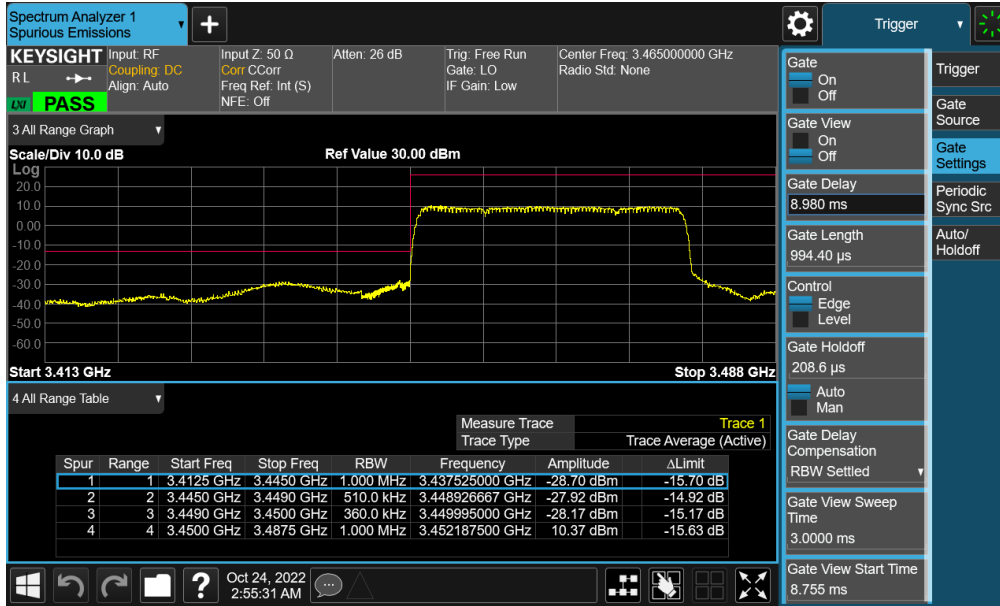 Spectrum Analyzer 1
Spurious Emissions
+
Trigger
KEYSIGHT
RL
LXI PASS
Input: RF
Coupling: DC
Align: Auto
Input Z: 50 Ω
Corr CCorr
Freq Ref: Int (S)
NFE: Off
Atten: 26 dB
Trig: Free Run
Gate: LO
IF Gain: Low
Center Freq: 3.465000000 GHz
Radio Std: None
3 All Range Graph
Scale/Div 10.0 dB
Ref Value 30.00 dBm
Log
20.0
10.0
0.00
-10.0
-20.0
-30.0
-40.0
-50.0
-60.0
Start 3.413 GHz
Stop 3.488 GHz
4 All Range Table
Measure Trace Trace 1
Trace Type Trace Average (Active)
Spur Range Start Freq Stop Freq RBW Frequency Amplitude ΔLimit
1 1 3.4125 GHz 3.4450 GHz 1.000 MHz 3.437525000 GHz -28.70 dBm -15.70 dB
2 2 3.4450 GHz 3.4490 GHz 510.0 kHz 3.448926667 GHz -27.92 dBm -14.92 dB
3 3 3.4490 GHz 3.4500 GHz 360.0 kHz 3.449995000 GHz -28.17 dBm -15.17 dB
4 4 3.4500 GHz 3.4875 GHz 1.000 MHz 3.452187500 GHz 10.37 dBm -15.63 dB
?
Oct 24, 2022
2:55:31 AM
Gate
On
Off
Gate View
On
Off
Gate Delay
8.980 ms
Gate Length
994.40 µs
Control
Edge
Level
Gate Holdoff
208.6 µs
Auto
Man
Gate Delay
Compensation
RBW Settled
Gate View Sweep
Time
3.0000 ms
Gate View Start Time
8.755 ms
Trigger
Gate
Source
Gate
Settings
Periodic
Sync Src
Auto/
Holdoff